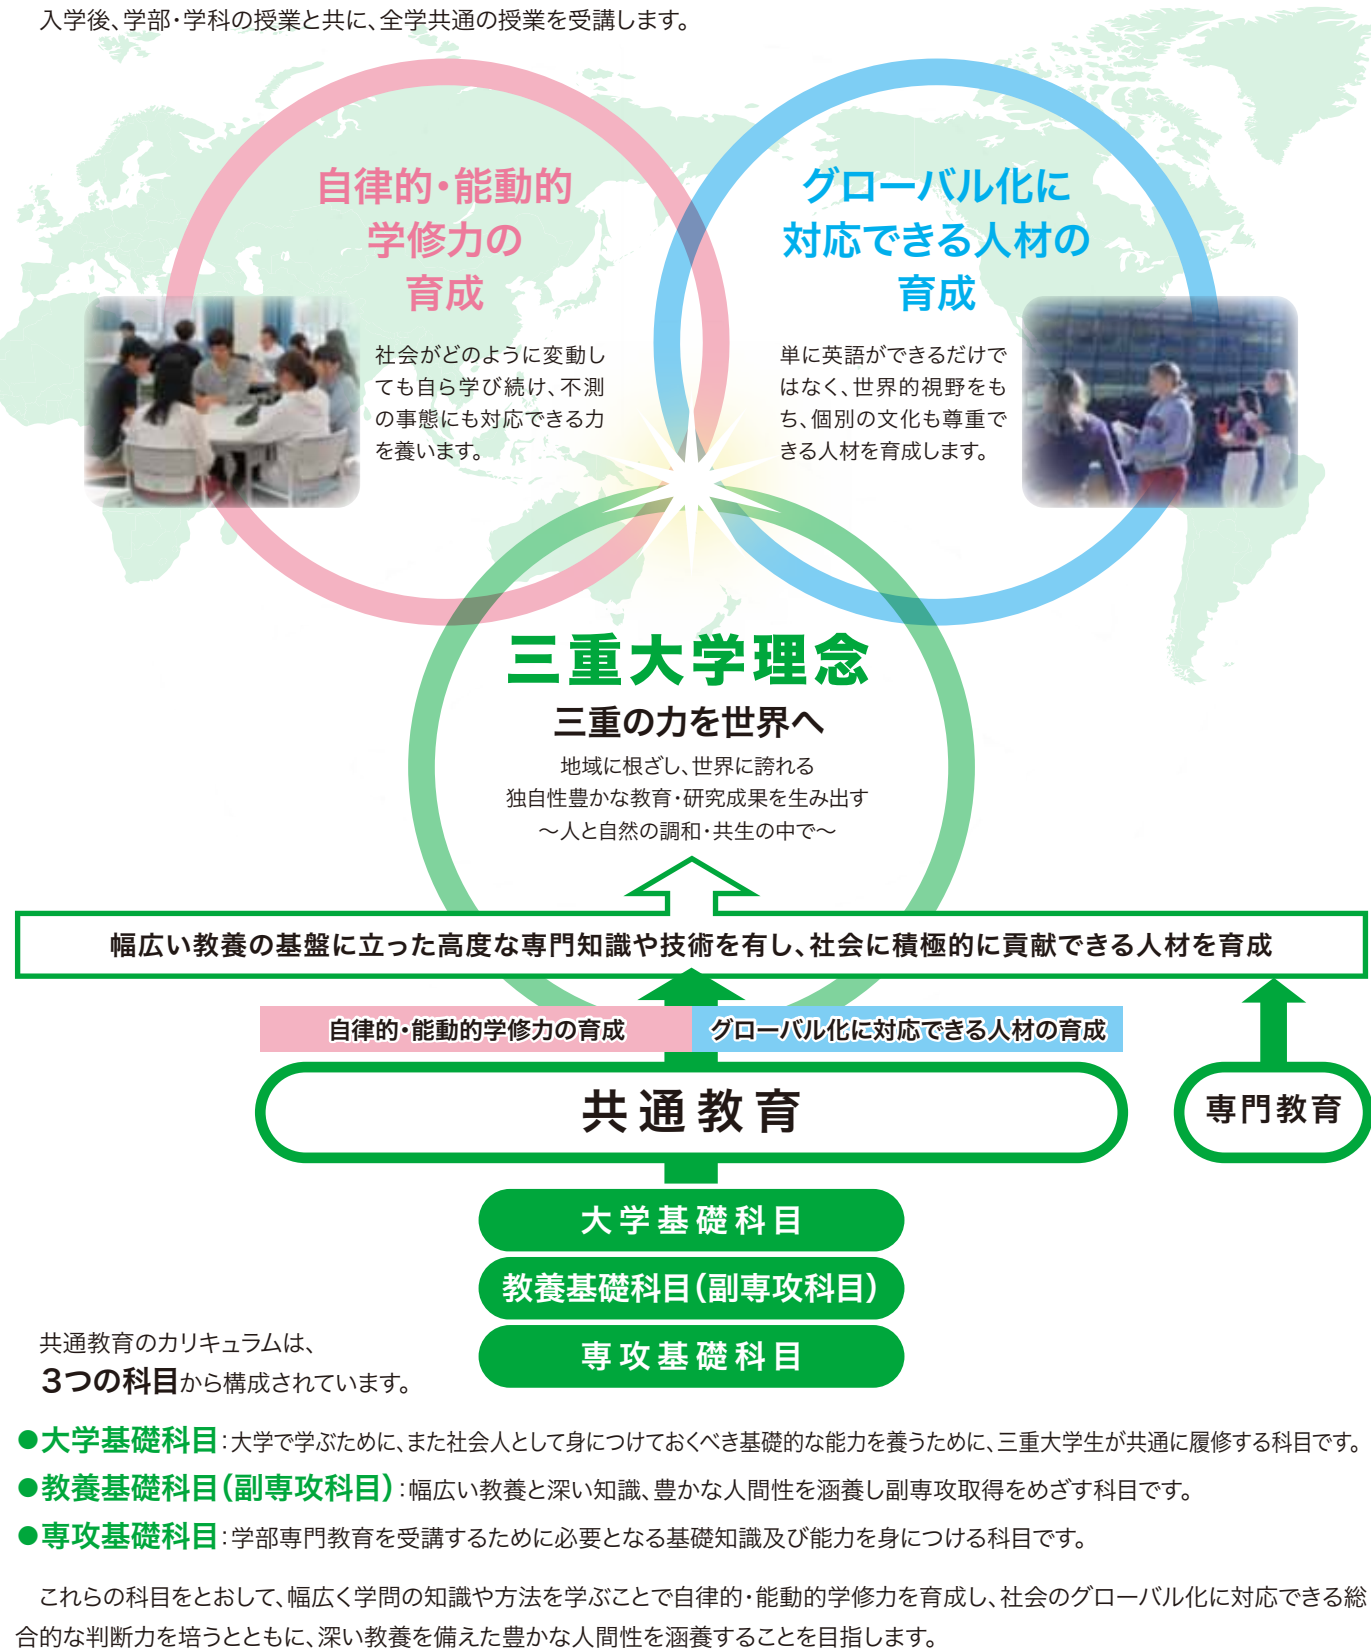 入学後、学部・学科の授業と共に、全学共通の授業を受講します。
自律的・能動的
学修力の
育成
社会がどのように変動し
ても自ら学び続け、不測
の事態にも対応できる力
を養います。
グローバル化に
対応できる人材の
育成
単に英語ができるだけで
はなく、世界的視野をも
ち、個別の文化も尊重で
きる人材を育成します。
三重大学理念
三重の力を世界へ
地域に根ざし、世界に誇れる
独自性豊かな教育・研究成果を生み出す
～人と自然の調和・共生の中で～
幅広い教養の基盤に立った高度な専門知識や技術を有し、社会に積極的に貢献できる人材を育成
自律的・能動的学修力の育成
グローバル化に対応できる人材の育成
共通教育
専門教育
大学基礎科目
教養基礎科目(副専攻科目)
専攻基礎科目
共通教育のカリキュラムは、
3つの科目から構成されています。
●大学基礎科目:大学で学ぶために、また社会人として身につけておくべき基礎的な能力を養うために、三重大学生が共通に履修する科目です。
●教養基礎科目(副専攻科目):幅広い教養と深い知識、豊かな人間性を涵養し副専攻取得をめざす科目です。
●専攻基礎科目:学部専門教育を受講するために必要となる基礎知識及び能力を身につける科目です。
これらの科目をとおして、幅広く学問の知識や方法を学ぶことで自律的・能動的学修力を育成し、社会のグローバル化に対応できる総
合的な判断力を培うとともに、深い教養を備えた豊かな人間性を涵養することを目指します。